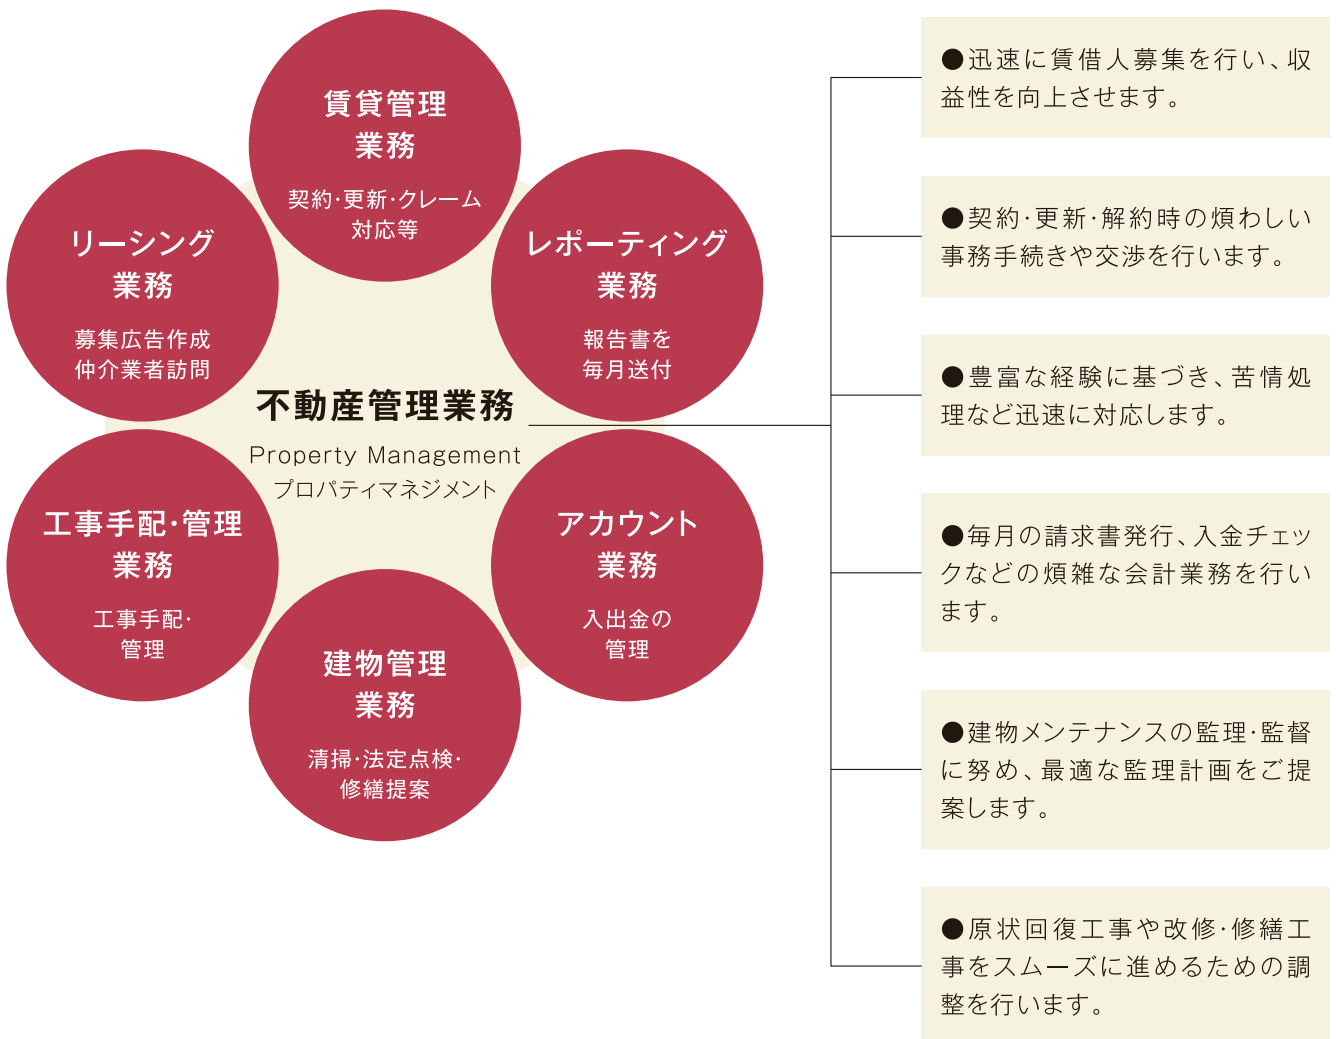 賃貸管理
業務
契約・更新・クレーム
対応等
リーシング
業務
募集広告作成
仲介業者訪問
レポーティング
業務
報告書を
毎月送付
不動産管理業務
Property Management
プロパティマネジメント
工事手配・管理
業務
工事手配・
管理
アカウント
業務
入出金の
管理
建物管理
業務
清掃・法定点検・
修繕提案
●迅速に賃借人募集を行い、収
益性を向上させます。
●契約・更新・解約時の煩わしい
事務手続きや交渉を行います。
●豊富な経験に基づき、苦情処
理など迅速に対応します。
●毎月の請求書発行、入金チェッ
クなどの煩雑な会計業務を行い
ます。
●建物メンテナンスの監理・監督
に努め、最適な監理計画をご提
案します。
●原状回復工事や改修・修繕工
事をスムーズに進めるための調
整を行います。